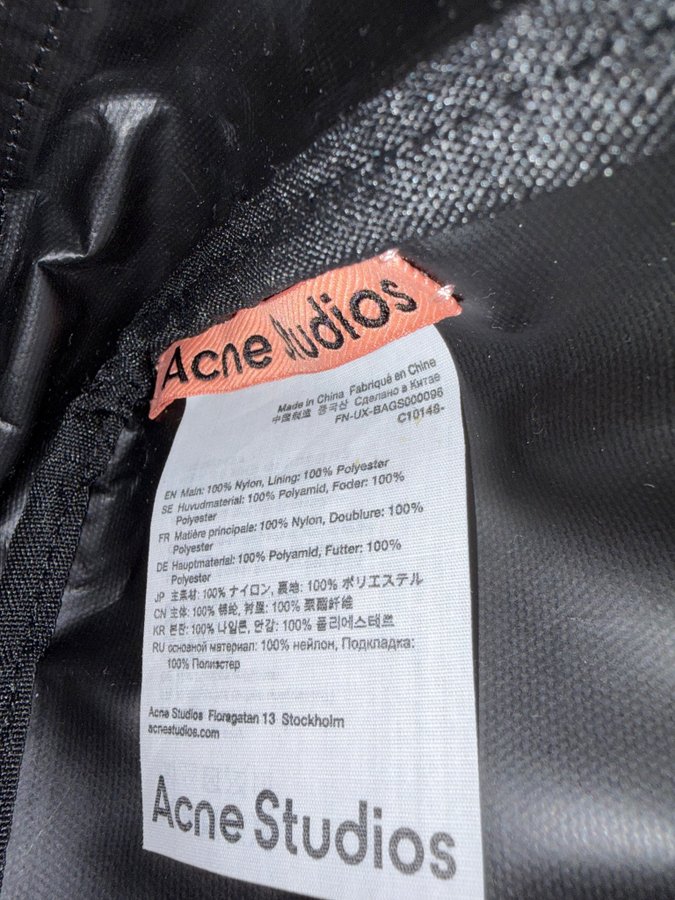 Acne Studios
Made in China Fabriqué en Chine
中國製造 중국산 Сделано в Китае
FN-UX-BAGS000096
C10148-
EN Main: 100% Nylon, Lining: 100% Polyester
SE Huvudmaterial: 100% Polyamid, Foder: 100%
Polyester
FR Matière principale: 100% Nylon, Doublure: 100%
Polyester
DE Hauptmaterial: 100% Polyamid, Futter: 100%
Polyester
JP 主素材: 100% ナイロン, 裏地: 100% ポリエステル
CN 主体: 100% 锦纶, 衬里: 100% 聚酯纤维
KR 본판: 100% 나일론, 안감: 100% 폴리에스테르
RU основной материал: 100% нейлон, Подкладка:
100% Полиэстер
Acne Studios Floragatan 13 Stockholm
acnestudios.com
Acne Studios